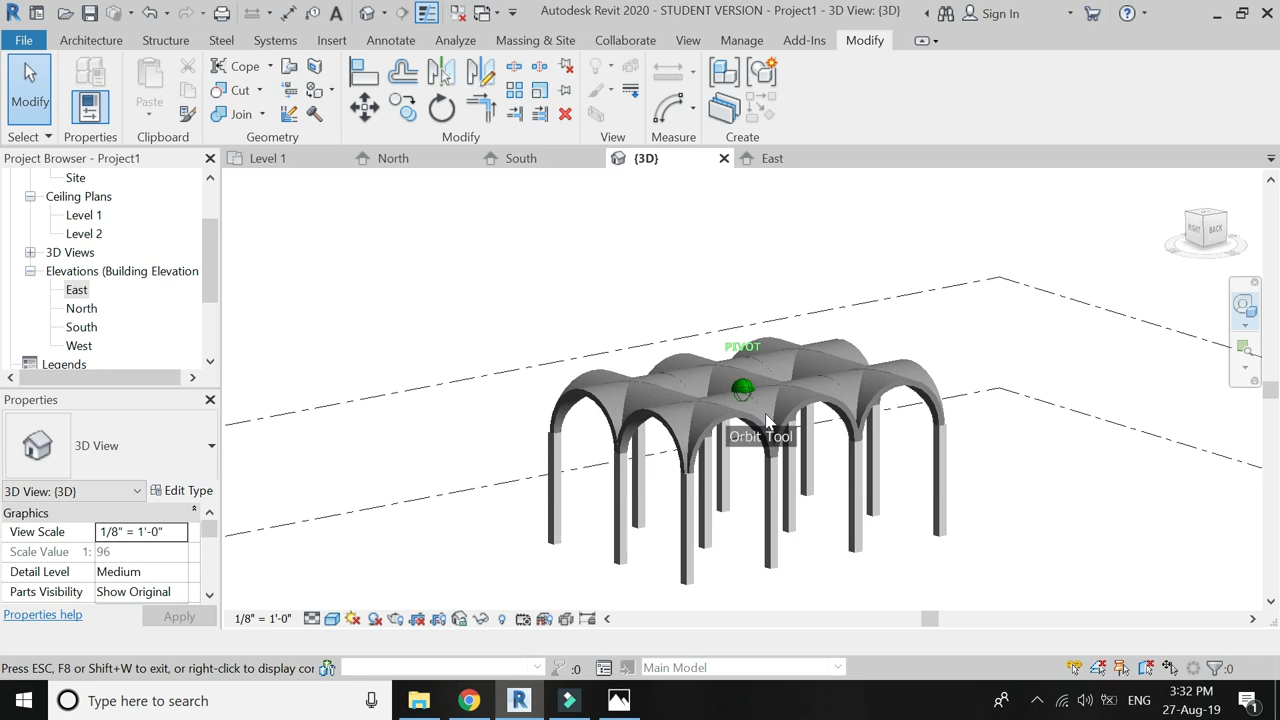 Autodesk Revit 2020 - STUDENT VERSION - Project1 - 3D View: {3D}
Sign In
File
Architecture
Structure
Steel
Systems
Insert
Annotate
Analyze
Massing & Site
Collaborate
View
Manage
Add-Ins
Modify
Modify
Paste
Cope
Cut
Join
Select
Properties
Clipboard
Geometry
Modify
View
Measure
Create
Project Browser - Project1
Level 1
North
South
{3D}
East
Site
Ceiling Plans
Level 1
Level 2
3D Views
Elevations (Building Elevation
East
North
South
West
Legends
RIGHT
BACK
PIVOT
Orbit Tool
Properties
3D View
3D View: {3D}
Edit Type
Graphics
View Scale
1/8" = 1'-0"
Scale Value 1:
96
Detail Level
Medium
Parts Visibility
Show Original
Properties help
Apply
1/8" = 1'-0"
Press ESC, F8 or Shift+W to exit, or right-click to display cor
:0
Main Model
:0
Type here to search
ENG
3:32 PM
27-Aug-19
1